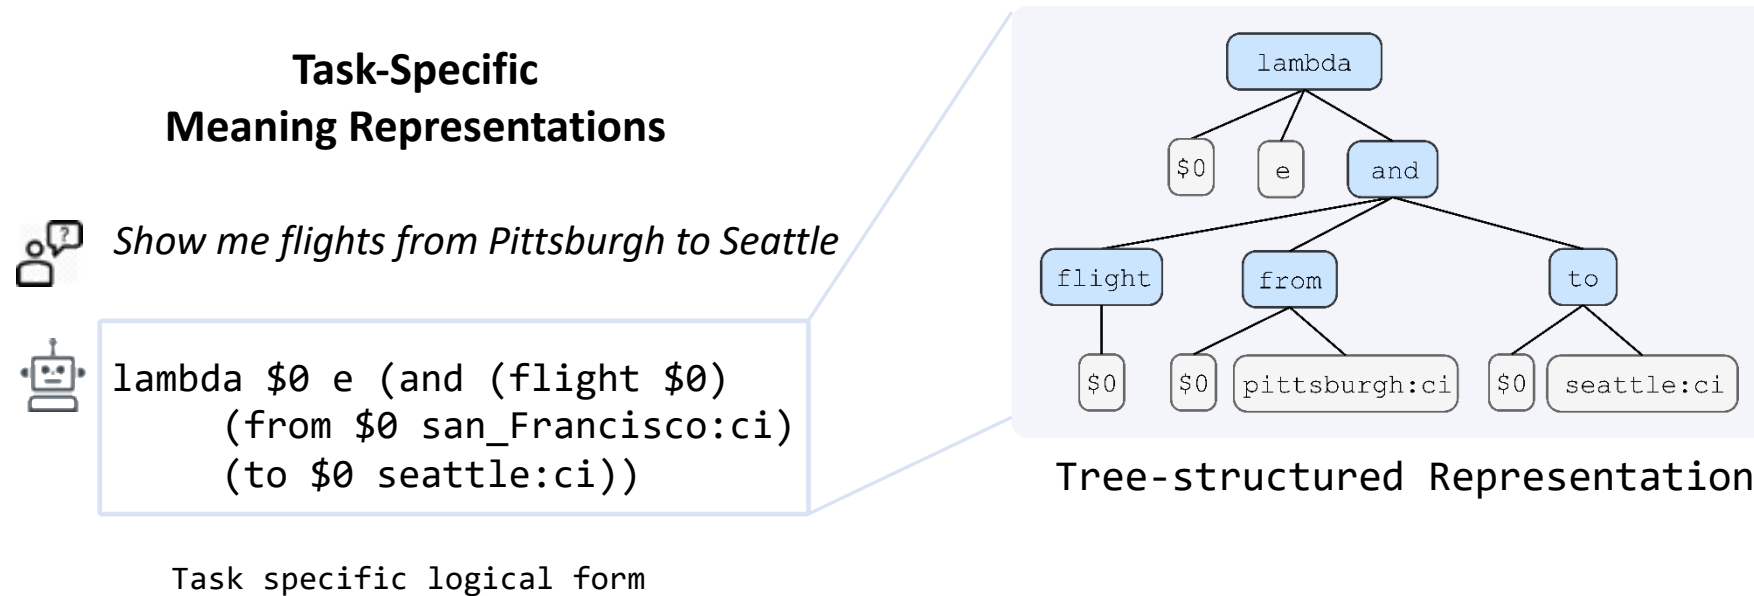 Task-Specific
Meaning Representations
?
Show me flights from Pittsburgh to Seattle
lambda $0 e (and (flight $0)
(from $0 san_Francisco:ci)
(to $0 seattle:ci))
Task specific logical form
lambda
$0 e and
flight from to
$0 $0 pittsburgh:ci $0 seattle:ci
Tree-structured Representation